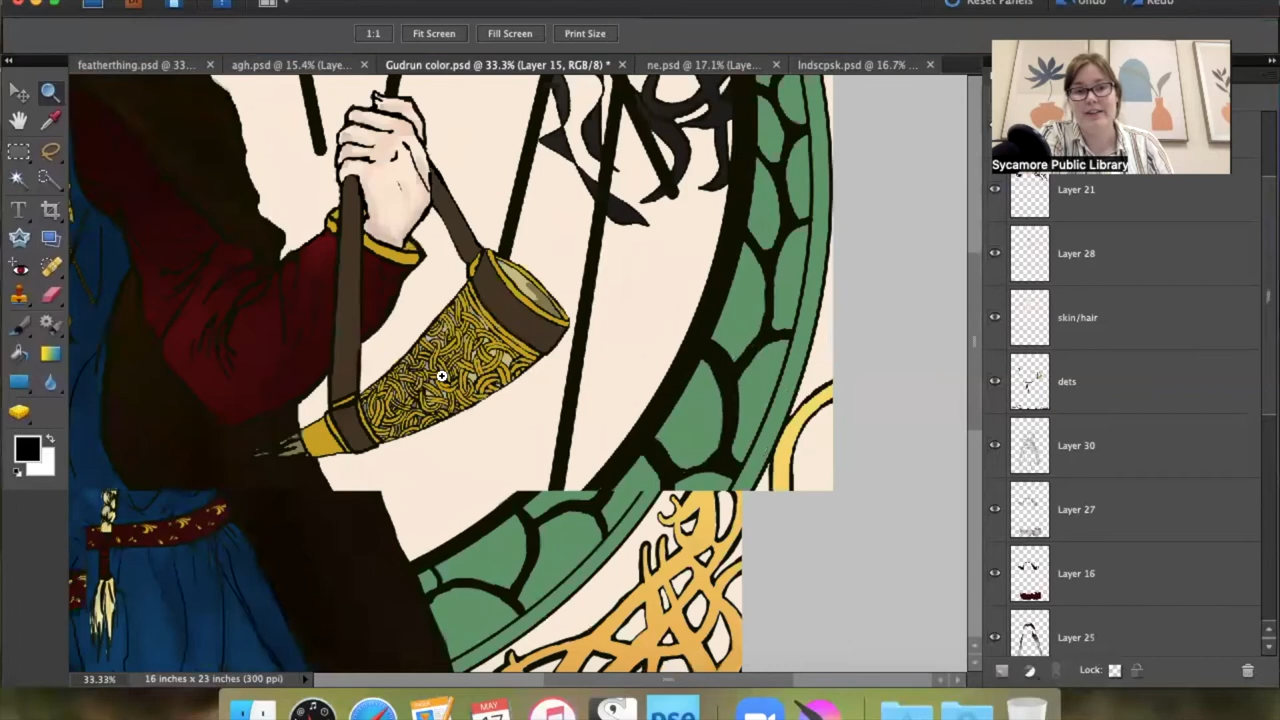 Reset Panels Undo Redo
1:1 Fit Screen Fill Screen Print Size
featherthing.psd @ 33... agh.psd @ 15.4% (Laye... Gudrun color.psd @ 33.3% (Layer 15, RGB/8) * ne.psd @ 17.1% (Laye... lndscpsk.psd @ 16.7% ...
Sycamore Public Library
Layer 21
Layer 28
skin/hair
dets
Layer 30
Layer 27
Layer 16
Layer 25
33.33% 16 inches x 23 inches (300 ppi)
Lock:
MAY
17
pse